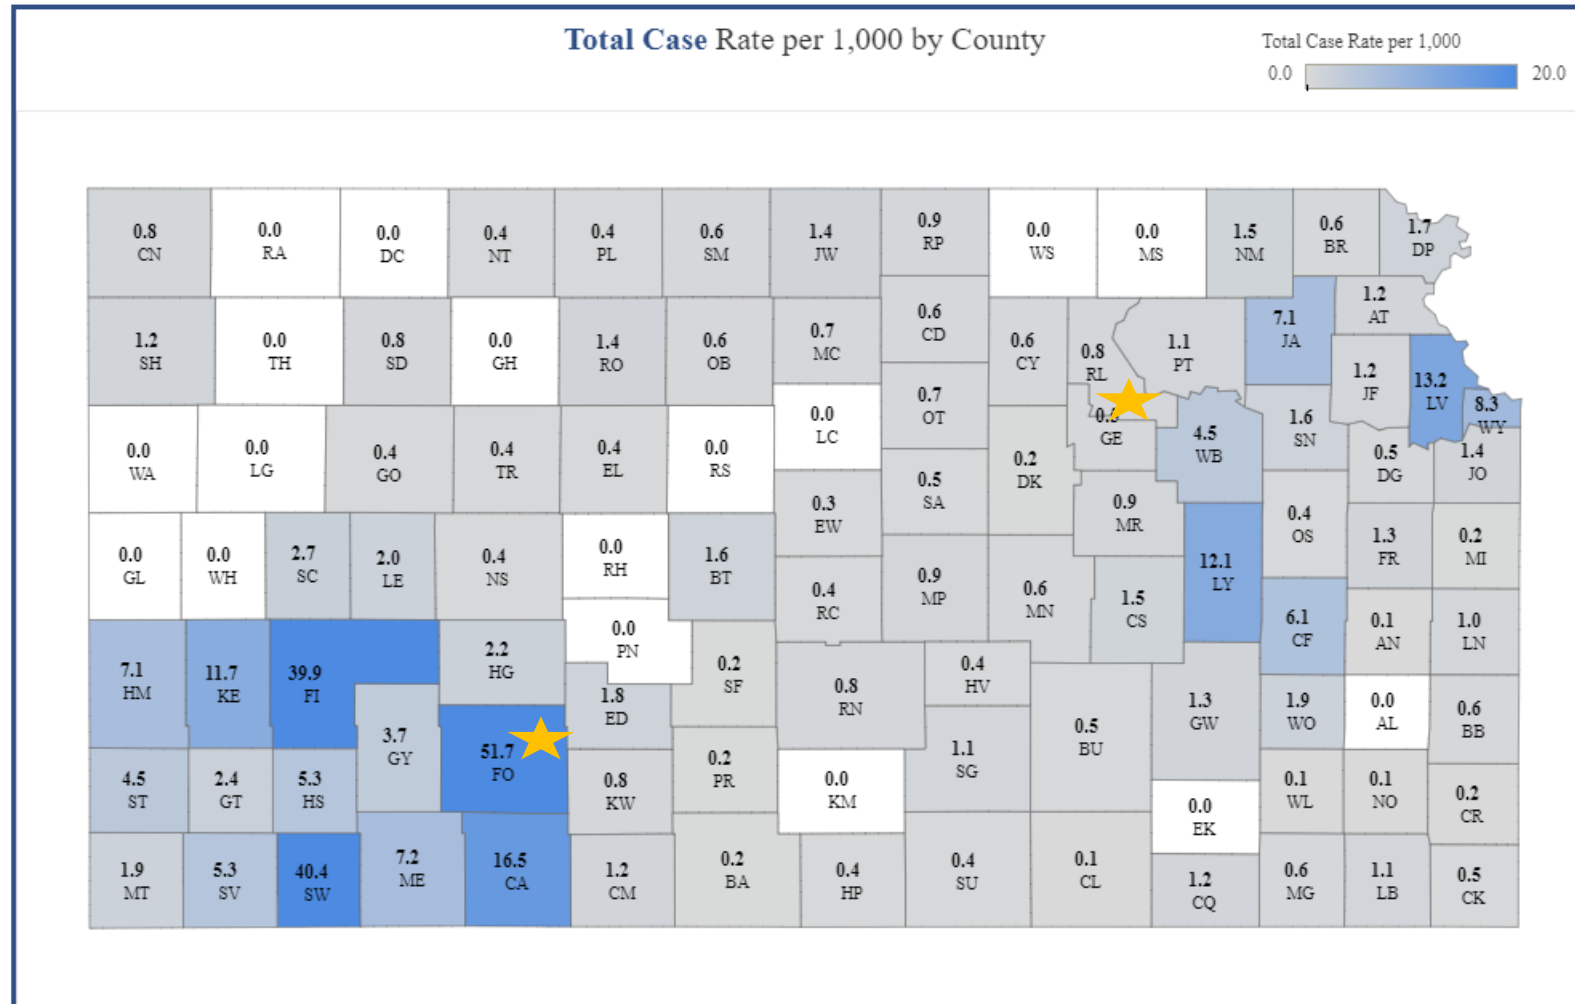 Total Case Rate per 1,000 by County
Total Case Rate per 1,000
0.0 20.0
0.8
CN
0.0
RA
0.0
DC
0.4
NT
0.4
PL
0.6
SM
1.4
JW
0.9
RP
0.0
WS
0.0
MS
1.5
NM
0.6
BR
1.7
DP
1.2
SH
0.0
TH
0.8
SD
0.0
GH
1.4
RO
0.6
OB
0.7
MC
0.6
CD
0.6
CY
0.8
RL
1.1
PT
7.1
JA
1.2
AT
1.2
JF
13.2
LV
8.3
WY
0.0
WA
0.0
LG
0.4
GO
0.4
TR
0.4
EL
0.0
RS
0.0
LC
0.7
OT
0.2
DK
GE
4.5
WB
1.6
SN
0.5
DG
1.4
JO
0.3
EW
0.5
SA
0.9
MR
0.4
OS
1.3
FR
0.2
MI
0.0
GL
0.0
WH
2.7
SC
2.0
LE
0.4
NS
0.0
RH
1.6
BT
0.4
RC
0.9
MP
0.6
MN
1.5
CS
12.1
LY
6.1
CF
0.1
AN
1.0
LN
7.1
HM
11.7
KE
39.9
FI
2.2
HG
0.0
PN
1.8
ED
0.2
SF
0.8
RN
0.4
HV
0.5
BU
1.3
GW
1.9
WO
0.0
AL
0.6
BB
3.7
GY
51.7
FO
0.8
KW
0.2
PR
0.0
KM
1.1
SG
0.0
EK
0.1
WL
0.1
NO
0.2
CR
4.5
ST
2.4
GT
5.3
HS
1.9
MT
5.3
SV
40.4
SW
7.2
ME
16.5
CA
1.2
CM
0.2
BA
0.4
HP
0.4
SU
0.1
CL
1.2
CQ
0.6
MG
1.1
LB
0.5
CK